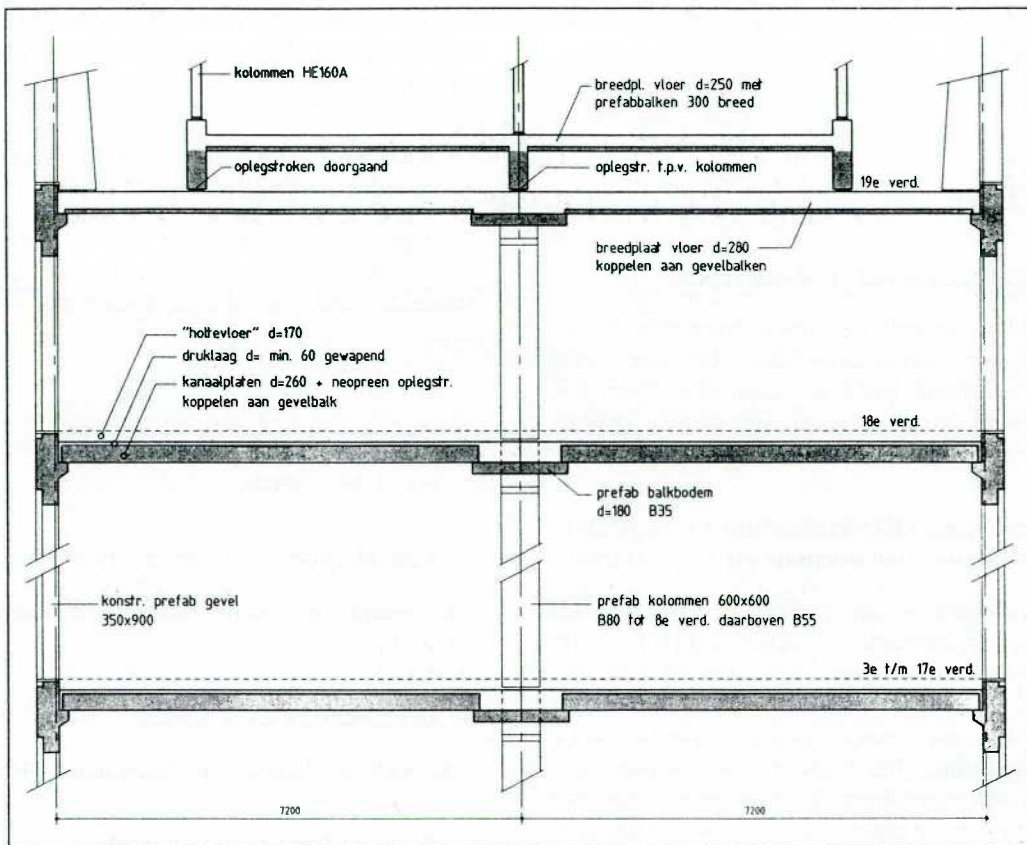 kolommen HE160A
breedpl. vloer d=250 met
prefabbalken 300 breed
oplegstroken doorgaand
oplegstr. t.p.v. kolommen
19e verd.
breedplaat vloer d=280
koppelen aan gevelbalken
"holtevloer" d=170
druklaag d= min. 60 gewapend
kanaalplaten d=260 + neopreen oplegstr.
koppelen aan gevelbalk
18e verd.
prefab balkbodem
d=180 B35
konstr. prefab gevel
350x900
prefab kolommen 600x600
B80 tot 8e verd. daarboven B55
3e t/m 17e verd.
7200
7200